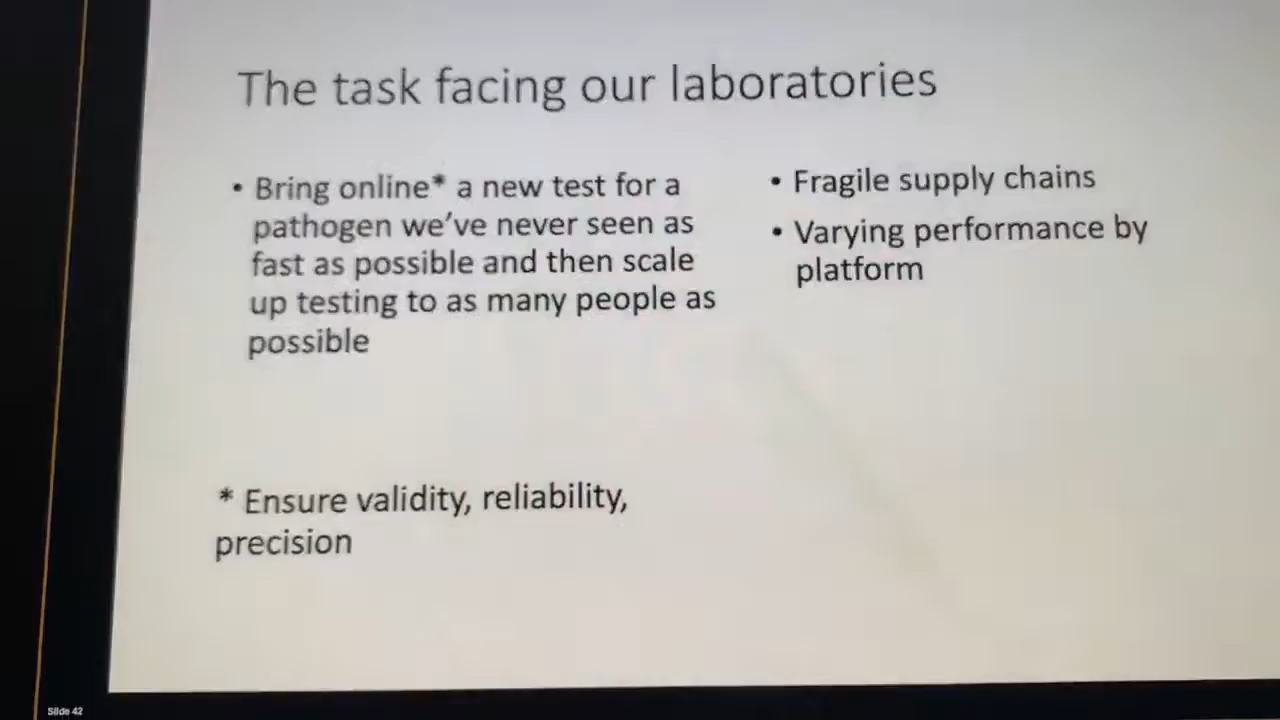 The task facing our laboratories
• Bring online* a new test for a
pathogen we've never seen as
fast as possible and then scale
up testing to as many people as
possible
• Fragile supply chains
• Varying performance by
platform
* Ensure validity, reliability,
precision
Slide 42